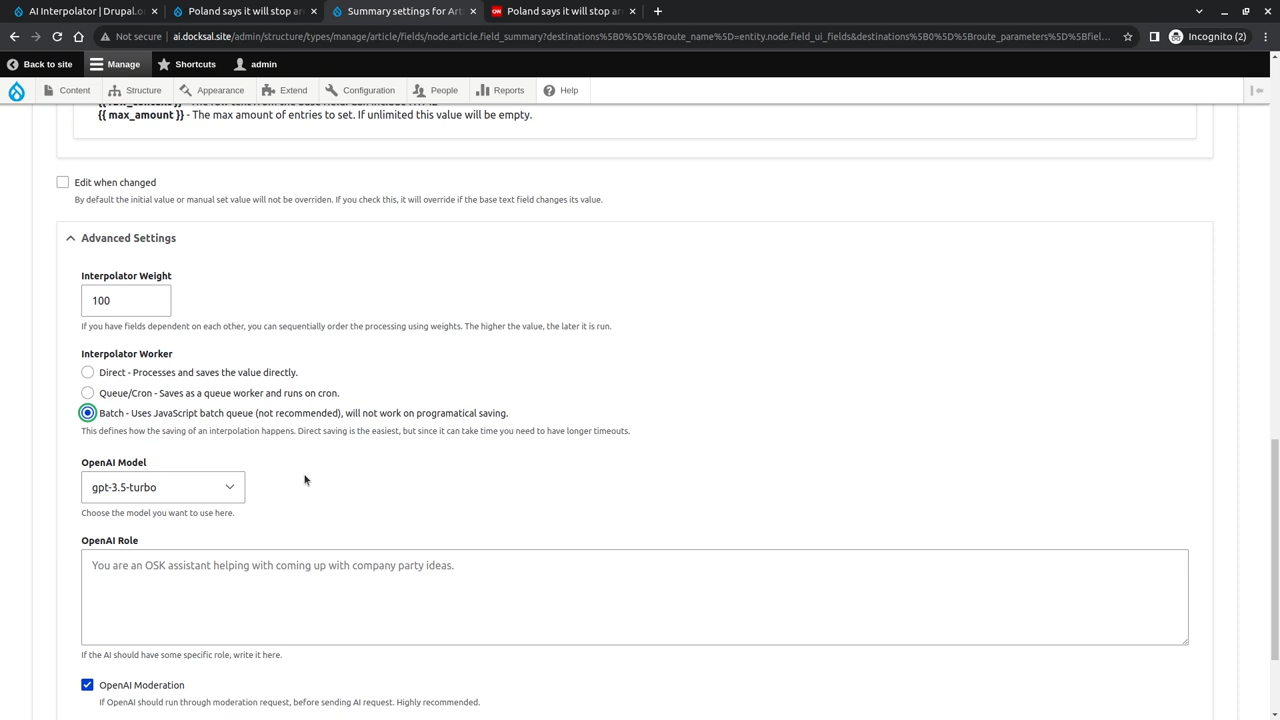 AI Interpolator | Drupal.or
Poland says it will stop ar
Summary settings for Art
Poland says it will stop ar
Not secure
ai.docksal.site/admin/structure/types/manage/article/fields/node.article.field_summary?destinations%5B0%5D%5Broute_name%5D=entity.node.field_ui_fields&destinations%5B0%5D%5Broute_parameters%5D%5Bfiel...
Incognito (2)
Back to site
Manage
Shortcuts
admin
Content
Structure
Appearance
Extend
Configuration
People
Reports
Help
{{ max_amount }} - The max amount of entries to set. If unlimited this value will be empty.
Edit when changed
By default the initial value or manual set value will not be overriden. If you check this, it will override if the base text field changes its value.
Advanced Settings
Interpolator Weight
100
If you have fields dependent on each other, you can sequentially order the processing using weights. The higher the value, the later it is run.
Interpolator Worker
Direct - Processes and saves the value directly.
Queue/Cron - Saves as a queue worker and runs on cron.
Batch - Uses JavaScript batch queue (not recommended), will not work on programatical saving.
This defines how the saving of an interpolation happens. Direct saving is the easiest, but since it can take time you need to have longer timeouts.
OpenAI Model
gpt-3.5-turbo
Choose the model you want to use here.
OpenAI Role
You are an OSK assistant helping with coming up with company party ideas.
If the AI should have some specific role, write it here.
OpenAI Moderation
If OpenAI should run through moderation request, before sending AI request. Highly recommended.